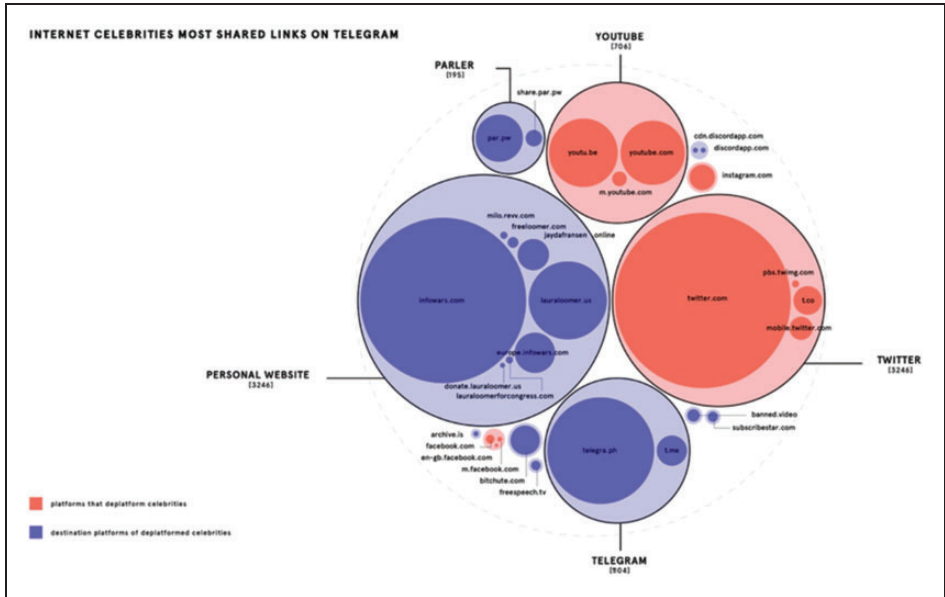 INTERNET CELEBRITIES MOST SHARED LINKS ON TELEGRAM
YOUTUBE
[706]
PARLER
[195]
share.par.pw
par.pw
youtu.be
youtube.com
m.youtube.com
cdn.discordapp.com
discordapp.com
instagram.com
milo.revv.com
freeloomer.com
jaydafransen online
infowars.com
lauraloomer.us
europe.infowars.com
donate.lauraloomer.us
lauraloomerforcongress.com
pbs.twimg.com
twitter.com
t.co
mobile.twitter.com
PERSONAL WEBSITE
[3246]
TWITTER
[3246]
archive.is
facebook.com
en-gb.facebook.com
m.facebook.com
bitchute.com
freespeech.tv
telegra.ph
t.me
banned.video
subscribestar.com
platforms that deplatform celebrities
destination platforms of deplatformed celebrities
TELEGRAM